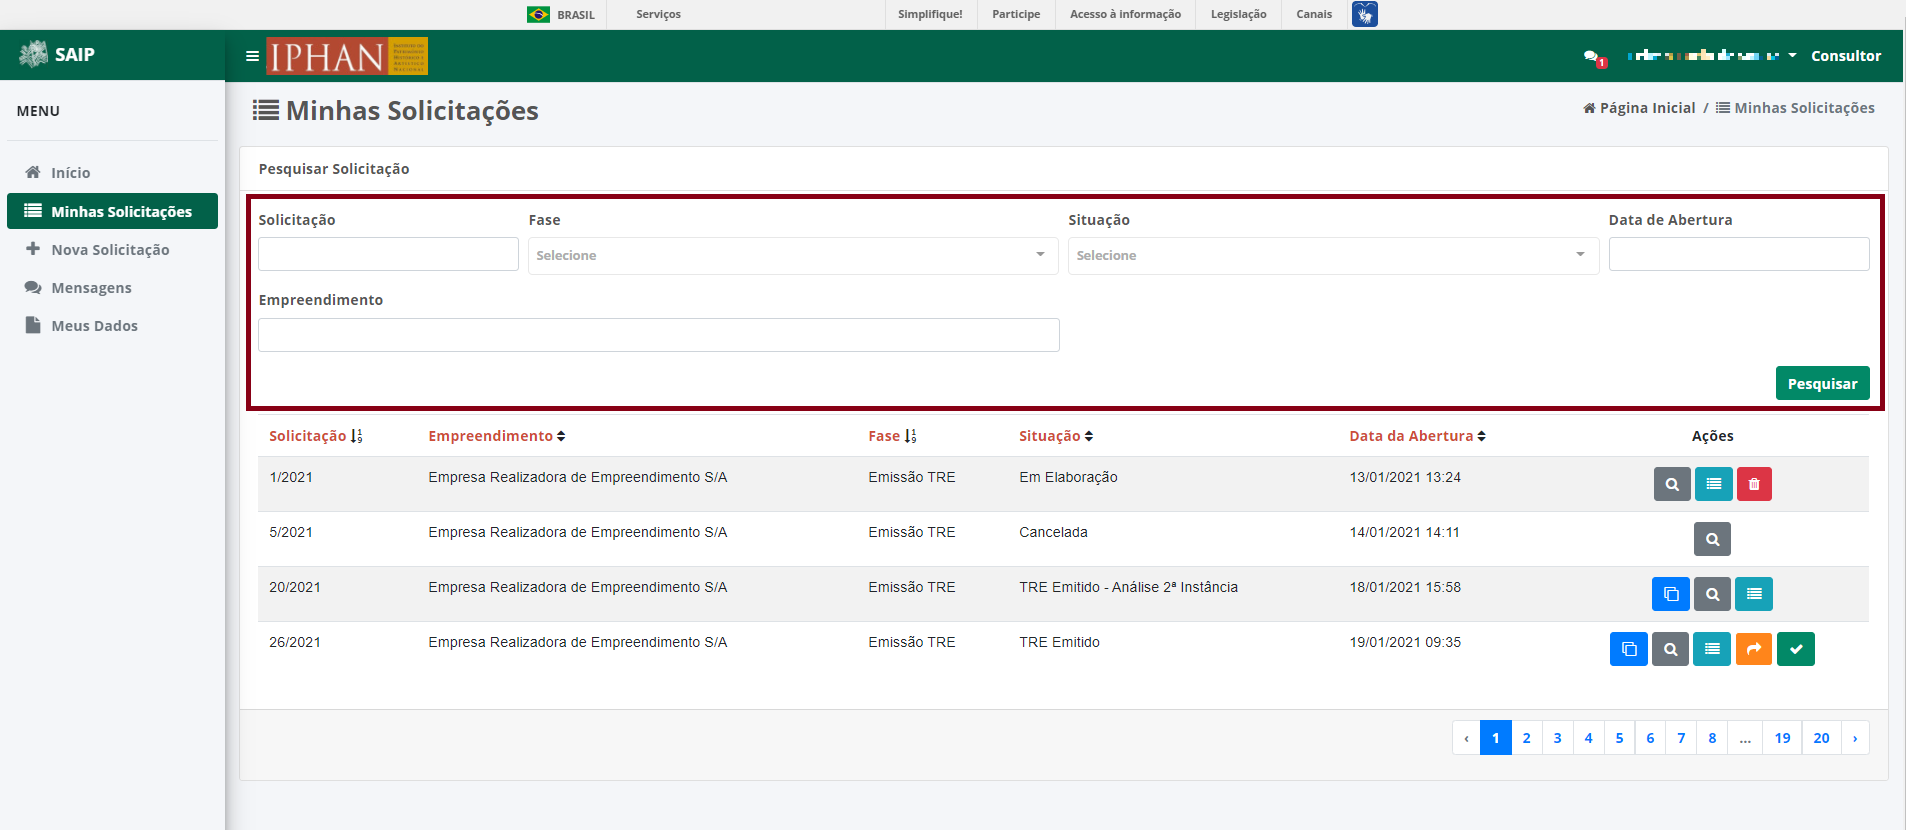 BRASIL Serviços Simplifique! Participe Acesso à informação Legislação Canais
SAIP
IPHAN
1
Consultor
MENU
Início
Minhas Solicitações
Nova Solicitação
Mensagens
Meus Dados
Minhas Solicitações
Página Inicial / Minhas Solicitações
Pesquisar Solicitação
Solicitação Fase Situação Data de Abertura
Selecione Selecione
Empreendimento
Pesquisar
Solicitação Empreendimento Fase Situação Data da Abertura Ações
1/2021 Empresa Realizadora de Empreendimento S/A Emissão TRE Em Elaboração 13/01/2021 13:24
5/2021 Empresa Realizadora de Empreendimento S/A Emissão TRE Cancelada 14/01/2021 14:11
20/2021 Empresa Realizadora de Empreendimento S/A Emissão TRE TRE Emitido - Análise 2ª Instância 18/01/2021 15:58
26/2021 Empresa Realizadora de Empreendimento S/A Emissão TRE TRE Emitido 19/01/2021 09:35
‹ 1 2 3 4 5 6 7 8 ... 19 20 ›